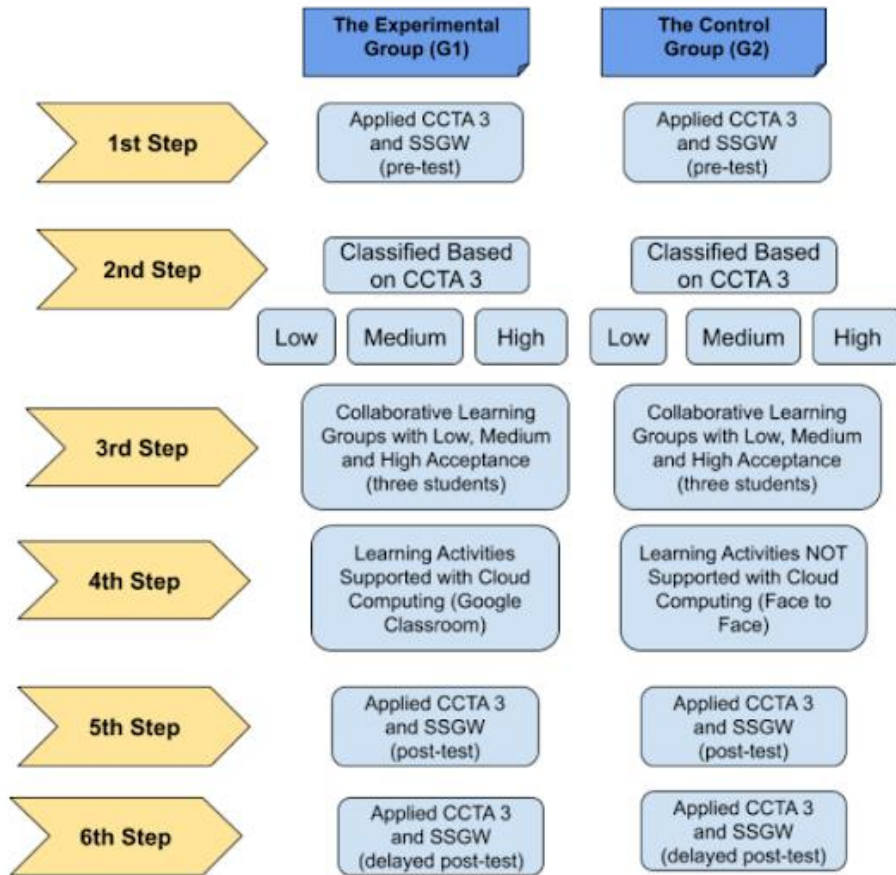 The Experimental
Group (G1)
The Control
Group (G2)
1st Step
Applied CCTA 3
and SSGW
(pre-test)
Applied CCTA 3
and SSGW
(pre-test)
2nd Step
Classified Based
on CCTA 3
Classified Based
on CCTA 3
Low
Medium
High
Low
Medium
High
3rd Step
Collaborative Learning
Groups with Low, Medium
and High Acceptance
(three students)
Collaborative Learning
Groups with Low, Medium
and High Acceptance
(three students)
4th Step
Learning Activities
Supported with Cloud
Computing (Google
Classroom)
Learning Activities NOT
Supported with Cloud
Computing (Face to
Face)
5th Step
Applied CCTA 3
and SSGW
(post-test)
Applied CCTA 3
and SSGW
(post-test)
6th Step
Applied CCTA 3
and SSGW
(delayed post-test)
Applied CCTA 3
and SSGW
(delayed post-test)